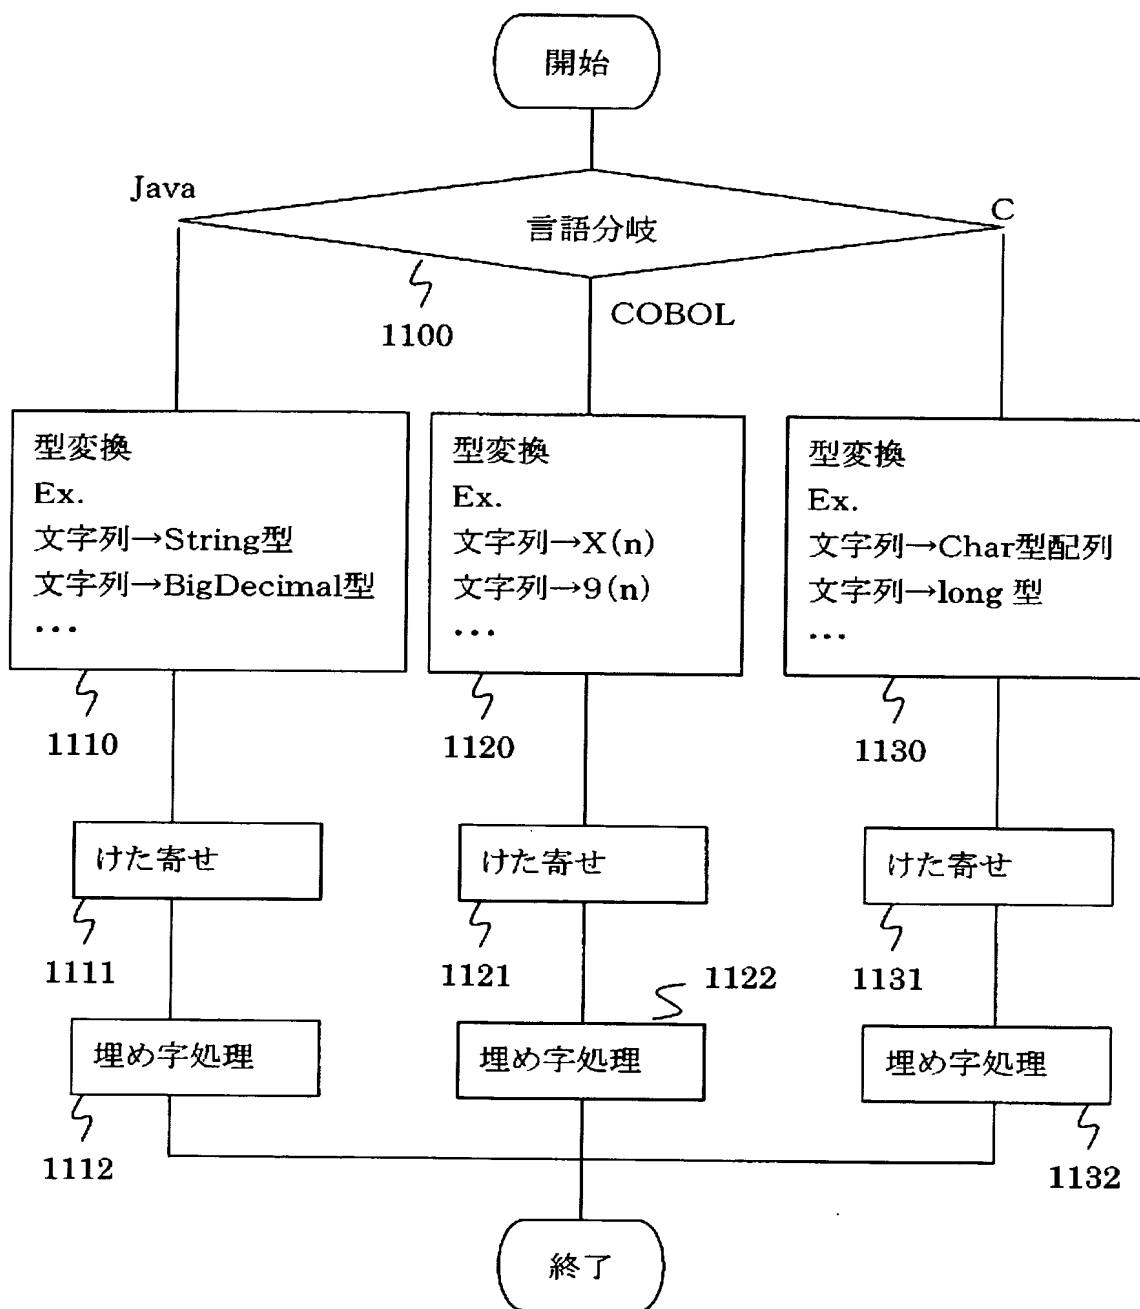 開始
Java
言語分岐
C
1100
COBOL
型変換
Ex.
文字列→String型
文字列→BigDecimal型
...
型変換
Ex.
文字列→X(n)
文字列→9(n)
...
型変換
Ex.
文字列→Char型配列
文字列→long 型
...
1110
1120
1130
けた寄せ
けた寄せ
けた寄せ
1111
1121
1122
1131
埋め字処理
埋め字処理
埋め字処理
1112
1132
終了